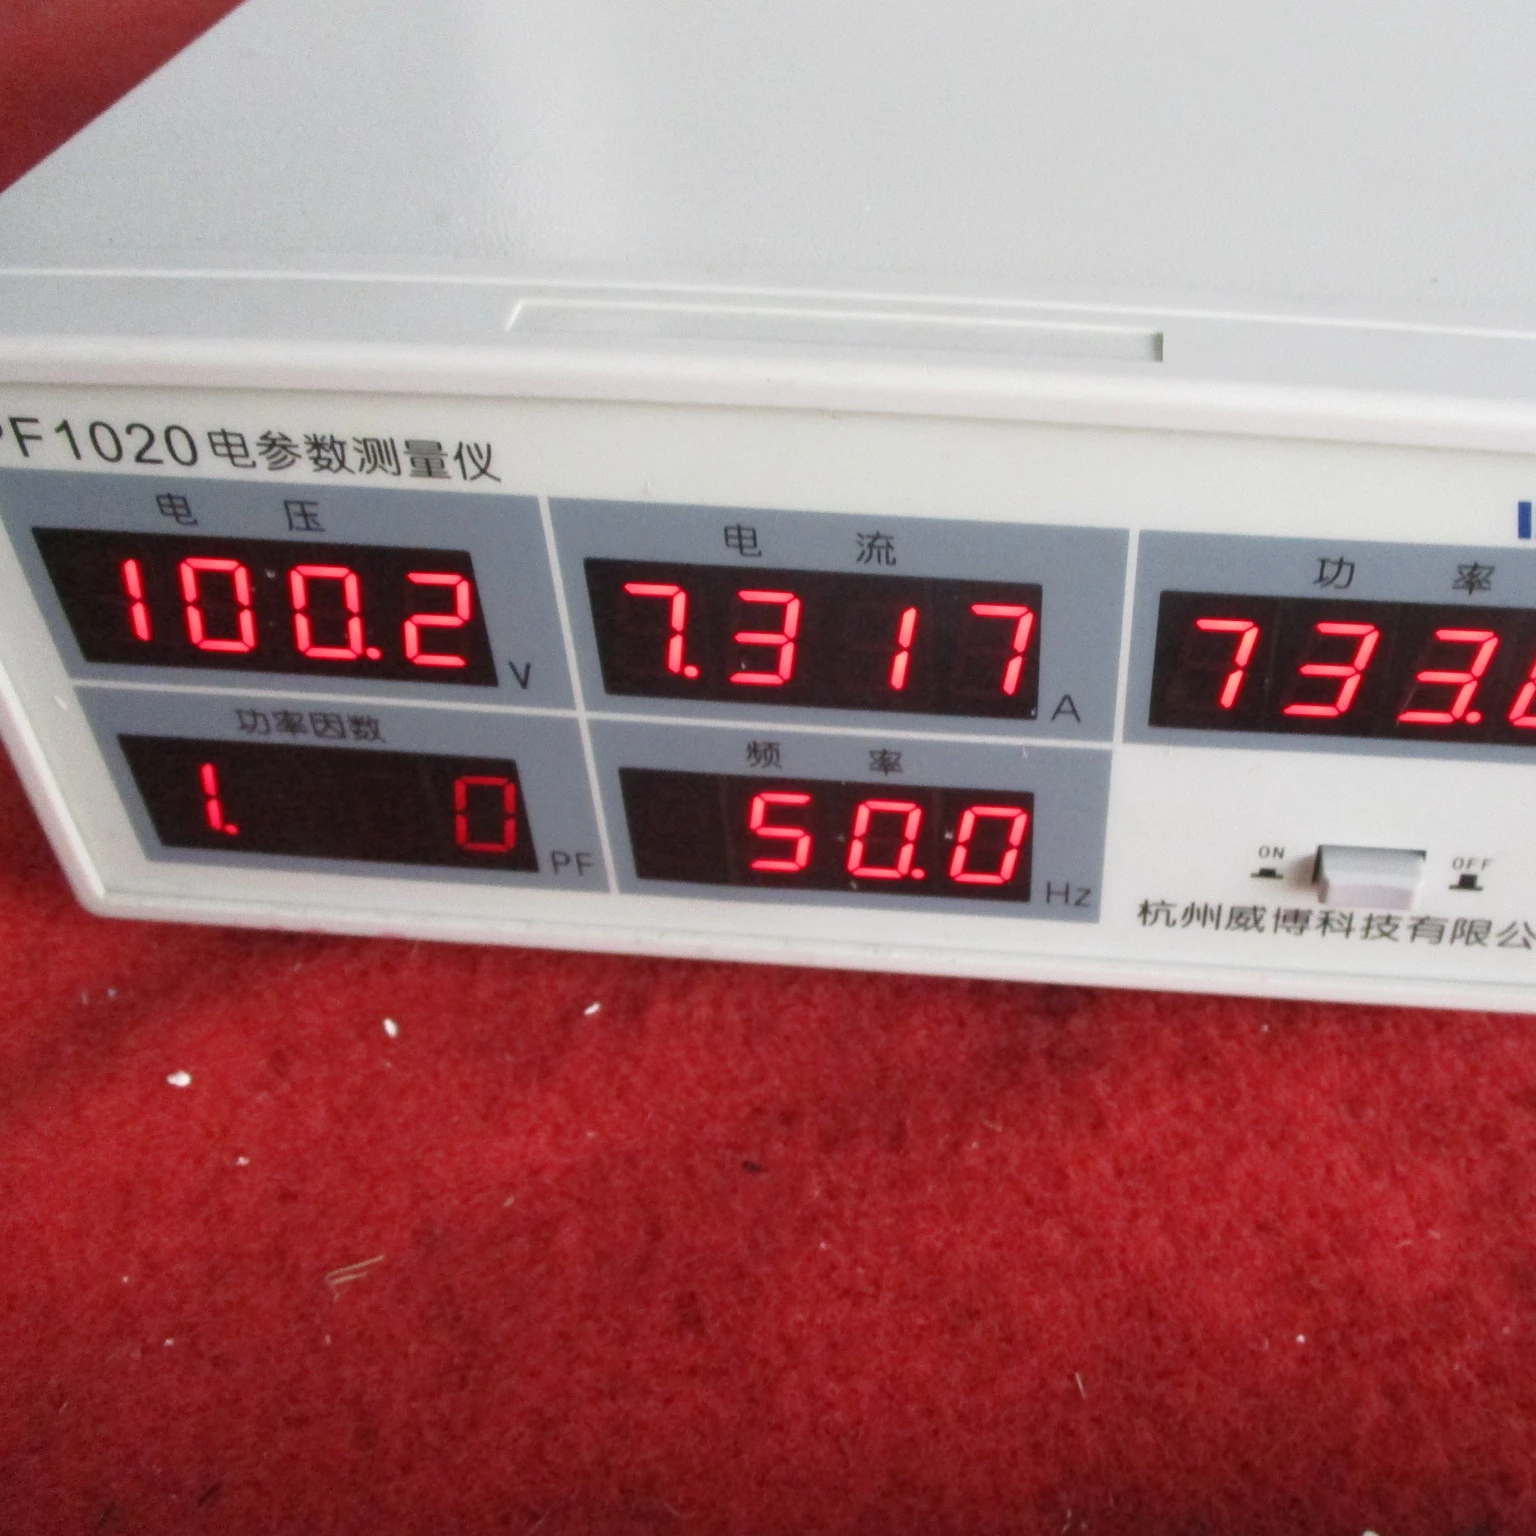 PF1020电参数测量仪
电 压
100.2 V
电 流
7.317 A
功 率
733.
功率因数
1. 0 PF
频 率
50.0 Hz
ON
OFF
杭州威博科技有限公